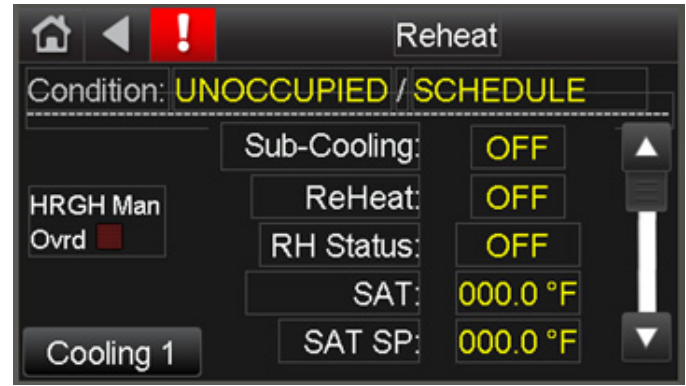 ! Reheat
Condition: UNOCCUPIED / SCHEDULE
Sub-Cooling: OFF
HRGH Man
Ovrd
ReHeat: OFF
RH Status: OFF
SAT: 000.0 °F
SAT SP: 000.0 °F
Cooling 1